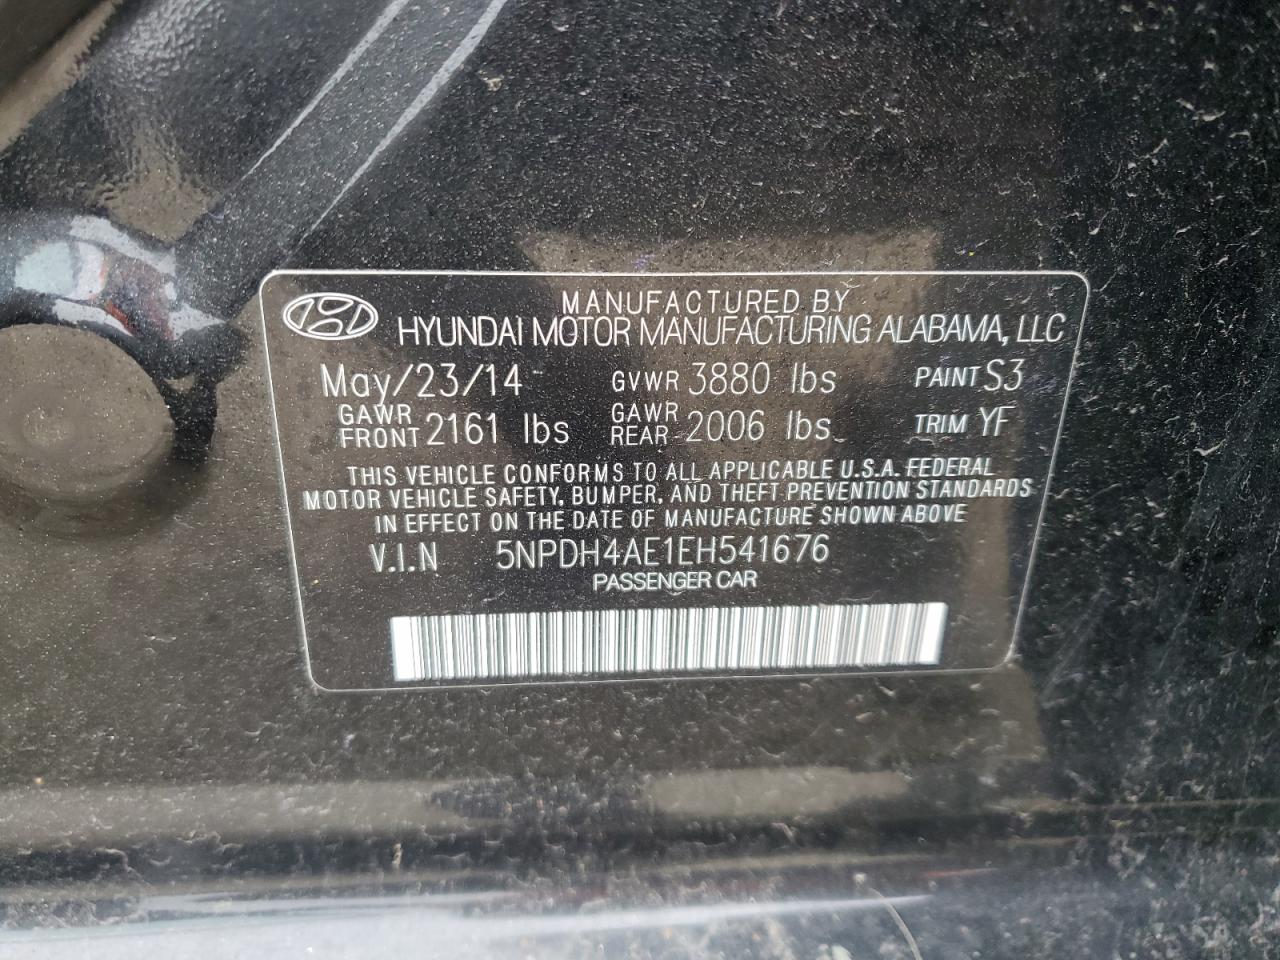 MANUFACTURED BY
HYUNDAI MOTOR MANUFACTURING ALABAMA, LLC
May/23/14 GVWR 3880 lbs PAINT S3
GAWR FRONT 2161 lbs GAWR REAR 2006 lbs TRIM YF
THIS VEHICLE CONFORMS TO ALL APPLICABLE U.S.A. FEDERAL
MOTOR VEHICLE SAFETY, BUMPER, AND THEFT PREVENTION STANDARDS
IN EFFECT ON THE DATE OF MANUFACTURE SHOWN ABOVE
V.I.N 5NPDH4AE1EH541676
PASSENGER CAR